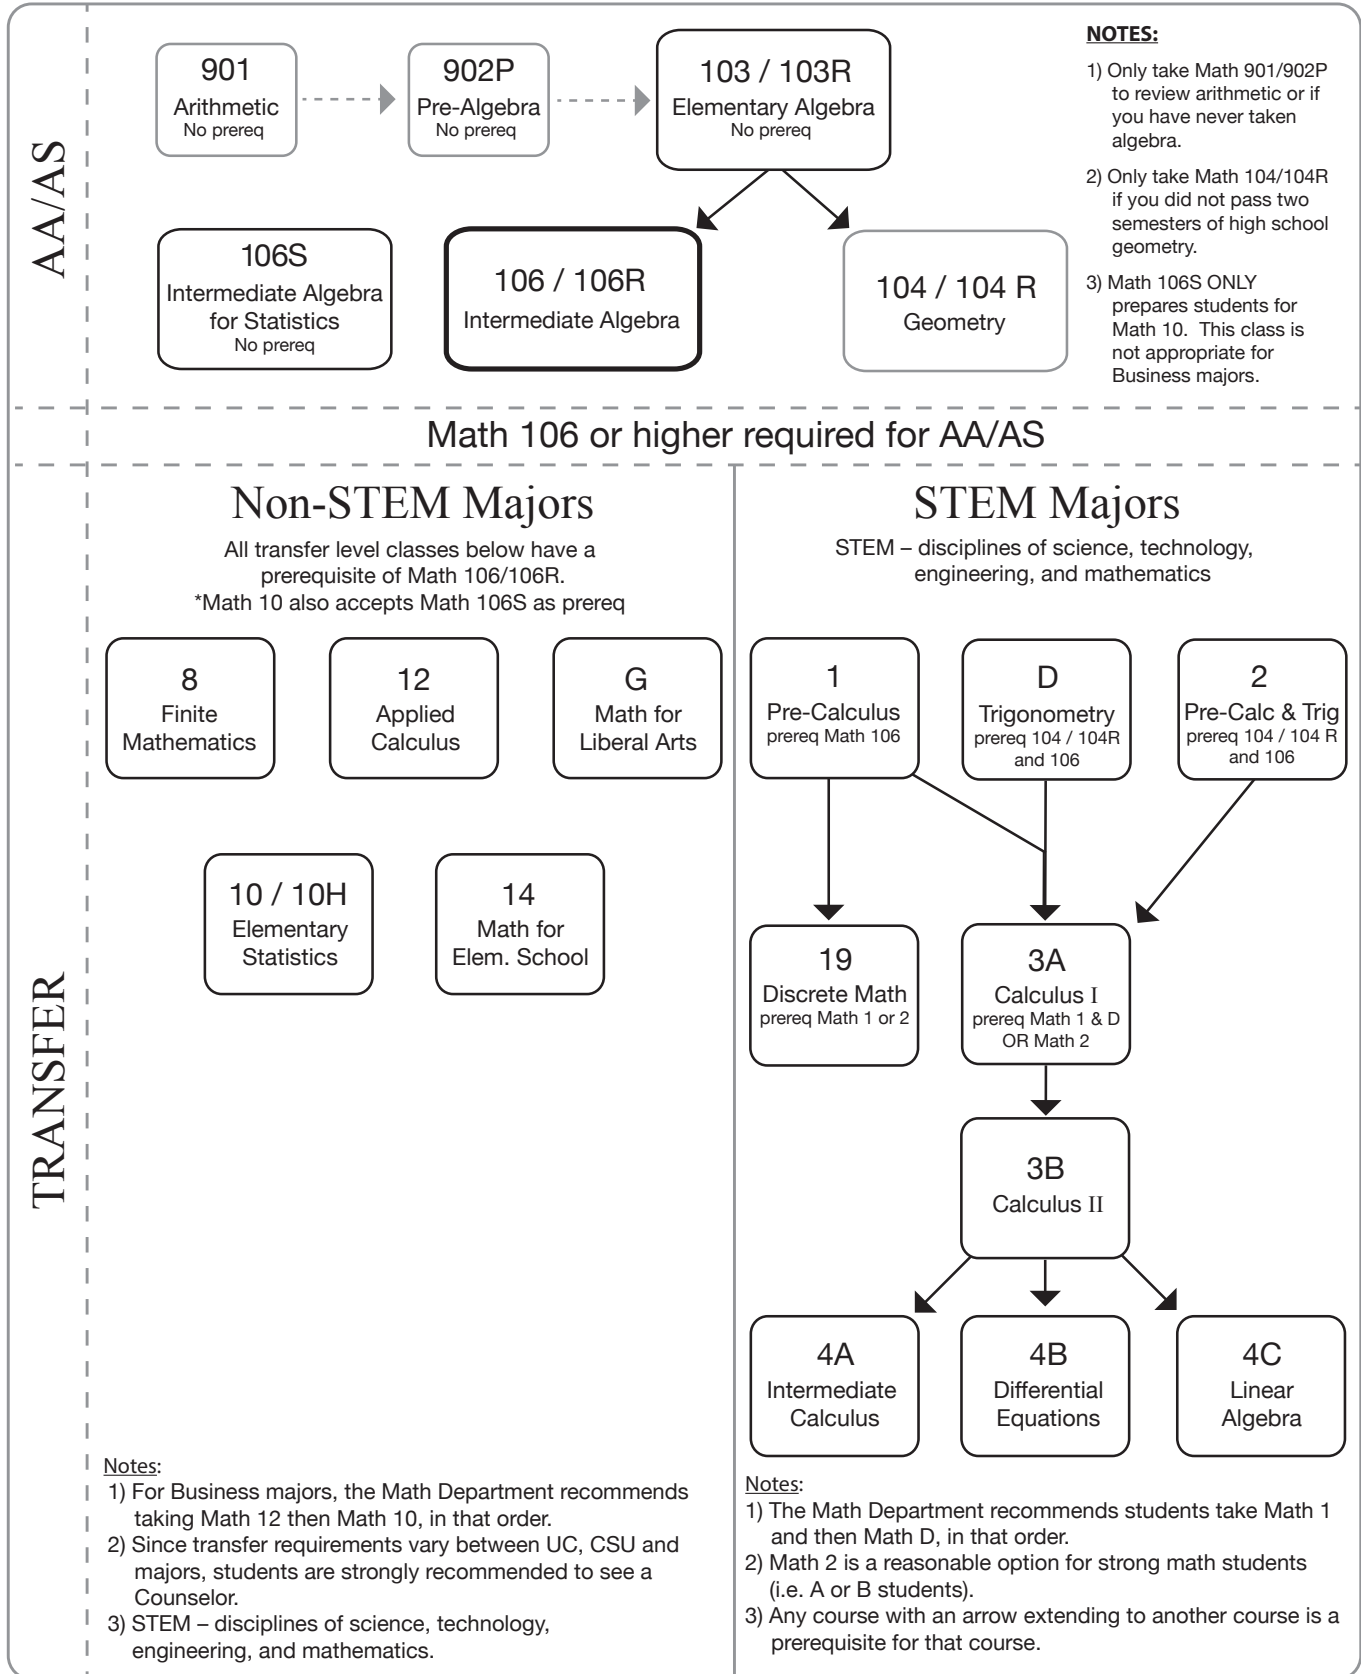 AA/AS
901
Arithmetic
No prereq
902P
Pre-Algebra
No prereq
103 / 103R
Elementary Algebra
No prereq
106S
Intermediate Algebra
for Statistics
No prereq
106 / 106R
Intermediate Algebra
104 / 104 R
Geometry
NOTES:
1) Only take Math 901/902P
to review arithmetic or if
you have never taken
algebra.
2) Only take Math 104/104R
if you did not pass two
semesters of high school
geometry.
3) Math 106S ONLY
prepares students for
Math 10. This class is
not appropriate for
Business majors.
Math 106 or higher required for AA/AS
TRANSFER
Non-STEM Majors
All transfer level classes below have a
prerequisite of Math 106/106R.
*Math 10 also accepts Math 106S as prereq
8
Finite
Mathematics
12
Applied
Calculus
G
Math for
Liberal Arts
10 / 10H
Elementary
Statistics
14
Math for
Elem. School
Notes:
1) For Business majors, the Math Department recommends
taking Math 12 then Math 10, in that order.
2) Since transfer requirements vary between UC, CSU and
majors, students are strongly recommended to see a
Counselor.
3) STEM – disciplines of science, technology,
engineering, and mathematics.
STEM Majors
STEM – disciplines of science, technology,
engineering, and mathematics
1
Pre-Calculus
prereq Math 106
D
Trigonometry
prereq 104 / 104R
and 106
2
Pre-Calc & Trig
prereq 104 / 104 R
and 106
19
Discrete Math
prereq Math 1 or 2
3A
Calculus I
prereq Math 1 & D
OR Math 2
3B
Calculus II
4A
Intermediate
Calculus
4B
Differential
Equations
4C
Linear
Algebra
Notes:
1) The Math Department recommends students take Math 1
and then Math D, in that order.
2) Math 2 is a reasonable option for strong math students
(i.e. A or B students).
3) Any course with an arrow extending to another course is a
prerequisite for that course.